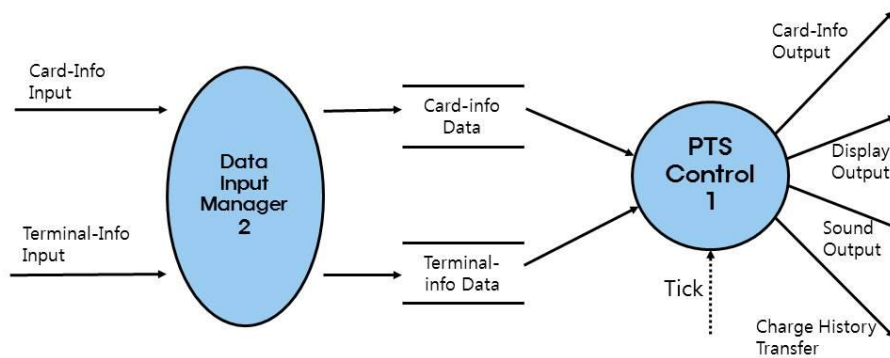 Card-Info
Input
Terminal-Info
Input
Data
Input
Manager
2
Card-info
Data
Terminal-
info Data
PTS
Control
1
Tick
Card-Info
Output
Display
Output
Sound
Output
Charge History
Transfer